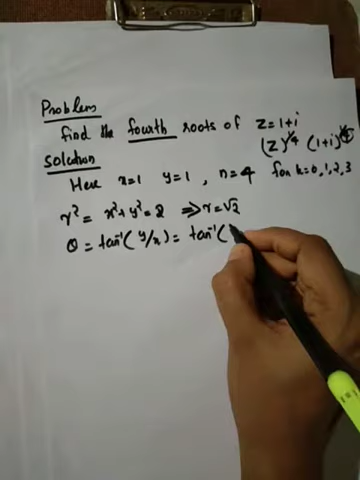 Problem
find the fourth roots of z=1+i
(z)^1/4 (1+i)^1/4
solution
Here x=1 y=1 , n=4 for k=0,1,2,3
r² = x²+y² = 2 ⇒ r=√2
θ = tan⁻¹(y/x) = tan⁻¹(